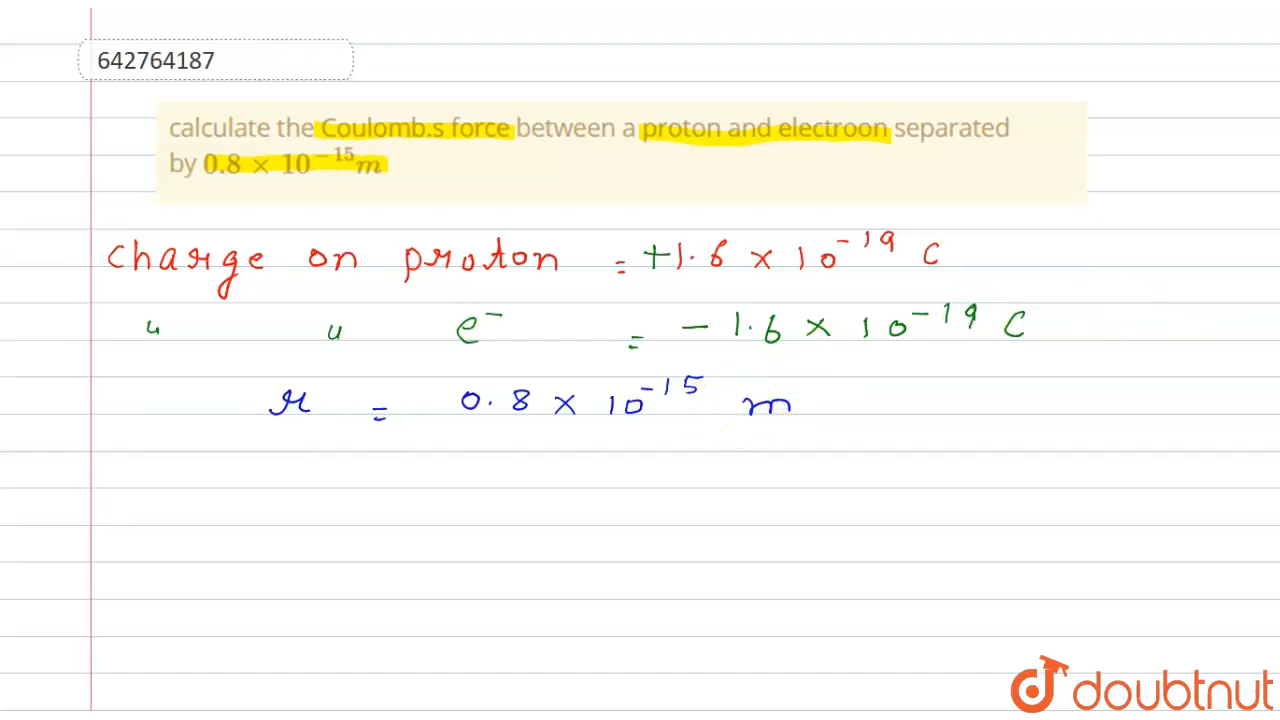 642764187
calculate the Coulomb.s force between a proton and electroon separated
by 0.8 × 10⁻¹⁵m
Charge on proton = +1.6 × 10⁻¹⁹ C
" " e⁻ = - 1.6 × 10⁻¹⁹ C
r = 0.8 × 10⁻¹⁵ m
doubtnut